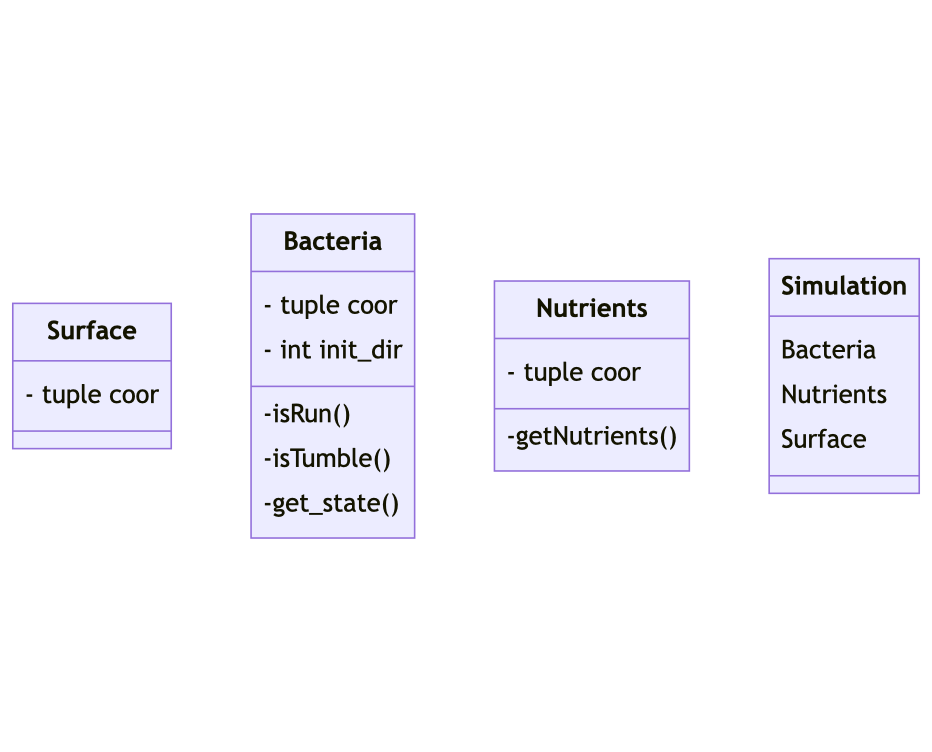 Surface
- tuple coor
Bacteria
- tuple coor
- int init_dir
-isRun()
-isTumble()
-get_state()
Nutrients
- tuple coor
-getNutrients()
Simulation
Bacteria
Nutrients
Surface